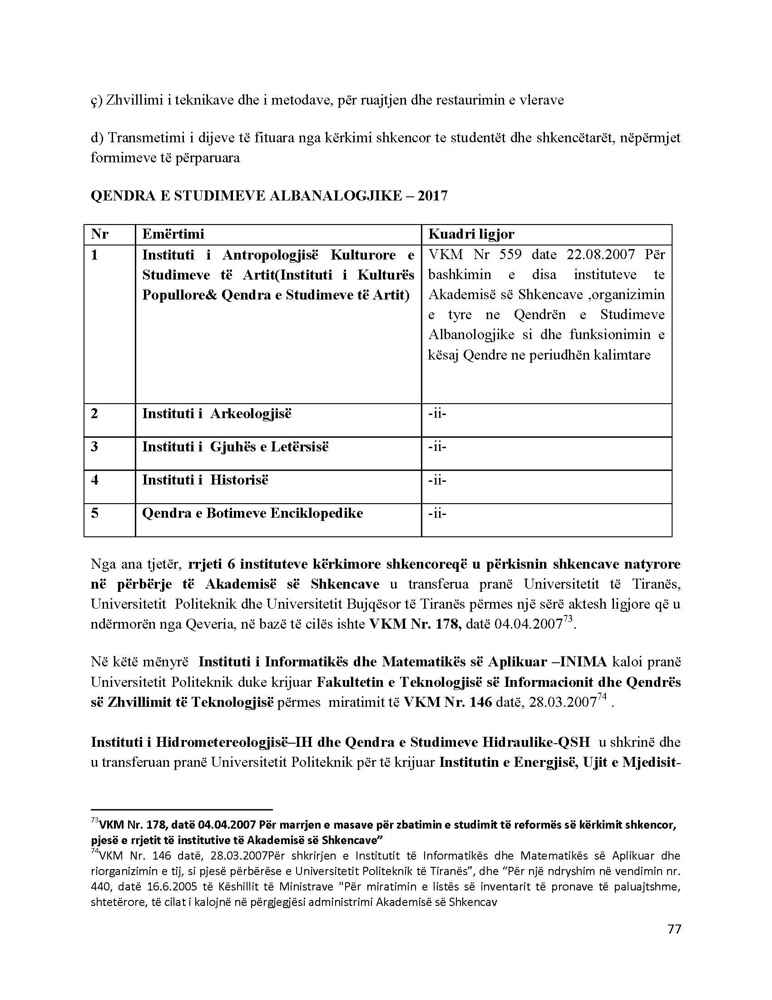 ç) Zhvillimi i teknikave dhe i metodave, për ruajtjen dhe restaurimin e vlerave
d) Transmetimi i dijeve të fituara nga kërkimi shkencor te studentët dhe shkencëtarët, nëpërmjet
formimeve të përparuara
QENDRA E STUDIMEVE ALBANALOGJIKE – 2017
Nr Emërtimi Kuadri ligjor
1 Instituti i Antropologjisë Kulturore e
Studimeve të Artit(Instituti i Kulturës
Popullore& Qendra e Studimeve të Artit)
VKM Nr 559 date 22.08.2007 Për
bashkimin e disa instituteve te
Akademisë së Shkencave ,organizimin
e tyre ne Qendrën e Studimeve
Albanologjike si dhe funksionimin e
kësaj Qendre ne periudhën kalimtare
2 Instituti i Arkeologjisë -ii-
3 Instituti i Gjuhës e Letërsisë -ii-
4 Instituti i Historisë -ii-
5 Qendra e Botimeve Enciklopedike -ii-
Nga ana tjetër, rrjeti 6 instituteve kërkimore shkencoreqë u përkisnin shkencave natyrore
në përbërje të Akademisë së Shkencave u transferua pranë Universitetit të Tiranës,
Universitetit Politeknik dhe Universitetit Bujqësor të Tiranës përmes një sërë aktesh ligjore që u
ndërmorën nga Qeveria, në bazë të cilës ishte VKM Nr. 178, datë 04.04.200773.
Në këtë mënyrë Instituti i Informatikës dhe Matematikës së Aplikuar –INIMA kaloi pranë
Universitetit Politeknik duke krijuar Fakultetin e Teknologjisë së Informacionit dhe Qendrës
së Zhvillimit të Teknologjisë përmes miratimit të VKM Nr. 146 datë, 28.03.200774 .
Instituti i Hidrometereologjisë–IH dhe Qendra e Studimeve Hidraulike-QSH u shkrinë dhe
u transferuan pranë Universitetit Politeknik për të krijuar Institutin e Energjisë, Ujit e Mjedisit-
73VKM Nr. 178, datë 04.04.2007 Për marrjen e masave për zbatimin e studimit të reformës së kërkimit shkencor,
pjesë e rrjetit të institutive të Akademisë së Shkencave”
74VKM Nr. 146 datë, 28.03.2007Për shkrirjen e Institutit të Informatikës dhe Matematikës së Aplikuar dhe
riorganizimin e tij, si pjesë përbërëse e Universitetit Politeknik të Tiranës”, dhe “Për një ndryshim në vendimin nr.
440, datë 16.6.2005 të Këshillit të Ministrave "Për miratimin e listës së inventarit të pronave të paluajtshme,
shtetërore, të cilat i kalojnë në përgjegjësi administrimi Akademisë së Shkencav
77